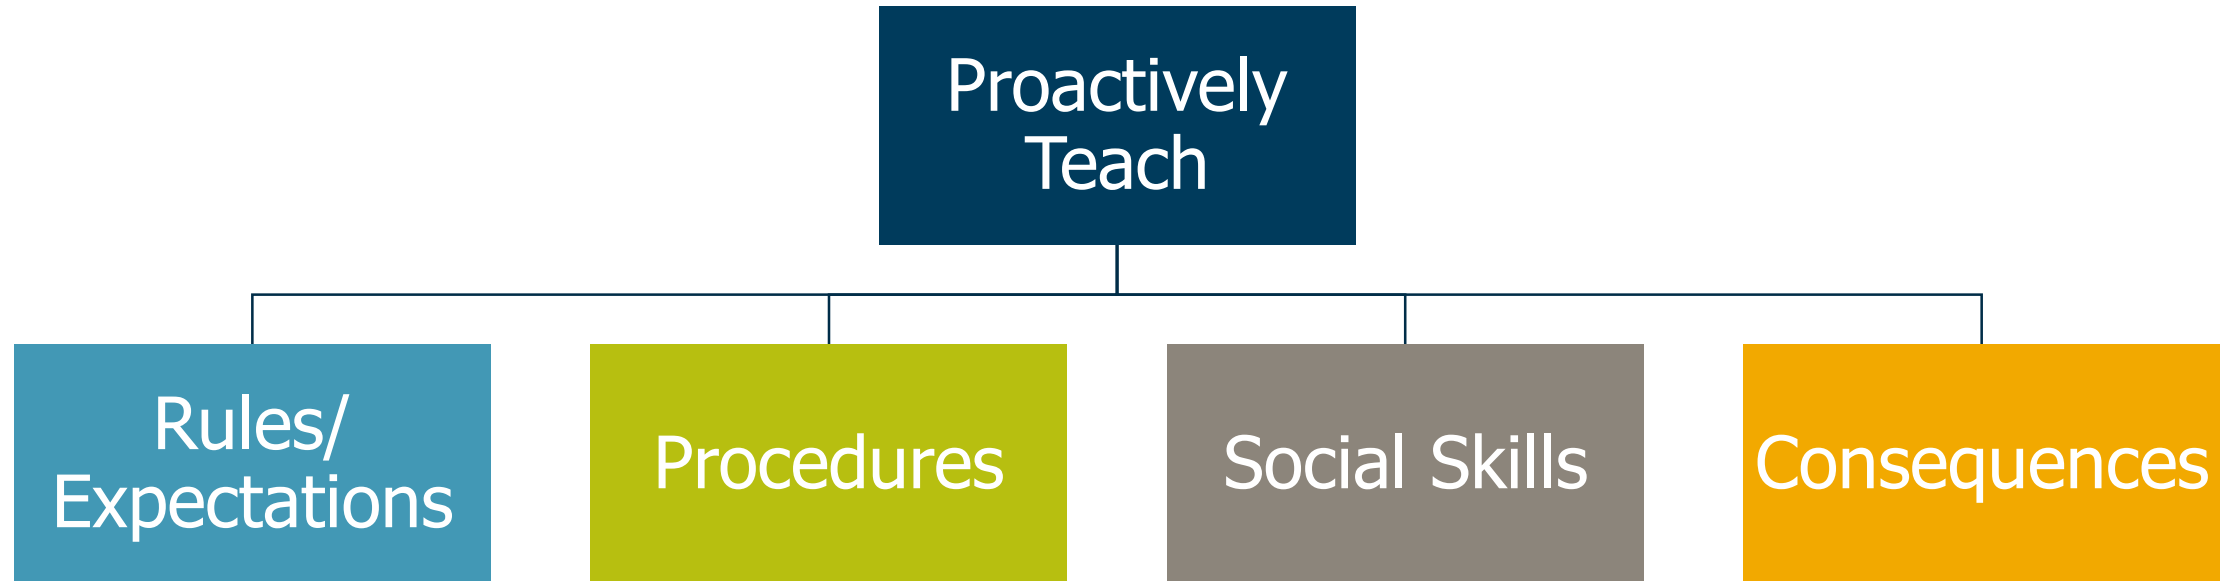 Proactively
Teach
Rules/
Expectations
Procedures
Social Skills
Consequences